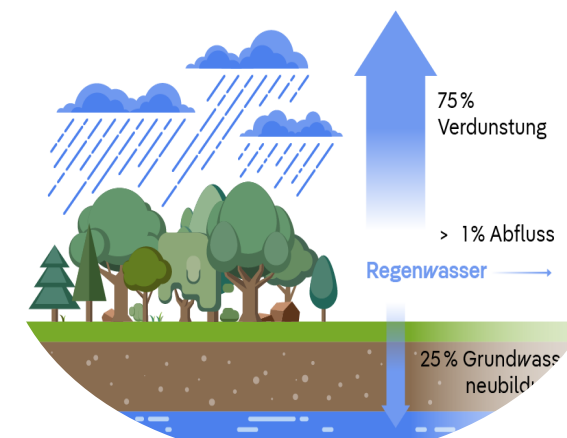 75 %
Verdunstung
> 1% Abfluss
Regenwasser
25 % Grundwass
neubild